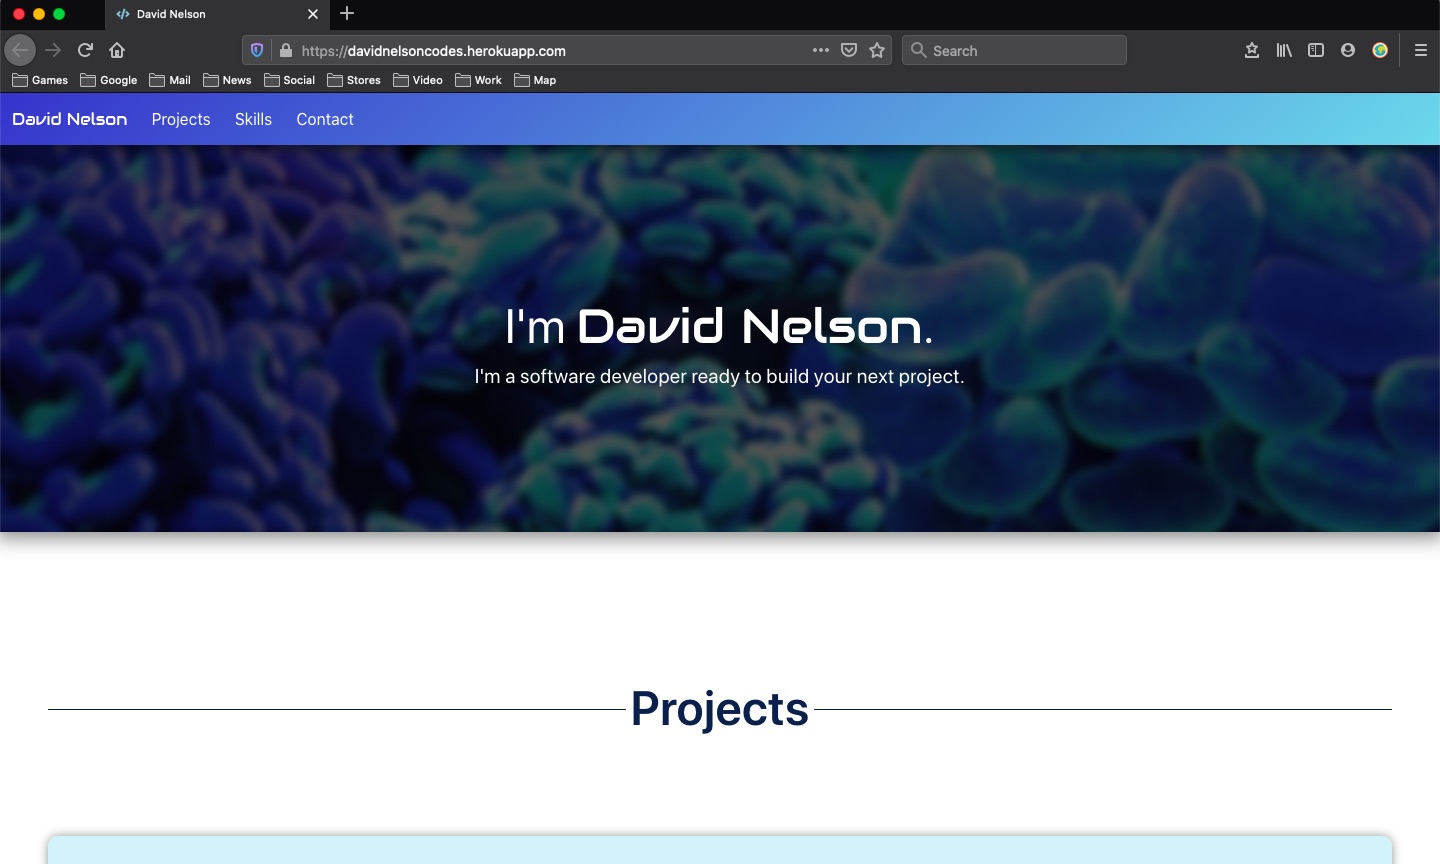 David Nelson
https://davidnelsoncodes.herokuapp.com
Search
Games Google Mail News Social Stores Video Work Map
David Nelson Projects Skills Contact
I'm David Nelson.
I'm a software developer ready to build your next project.
Projects